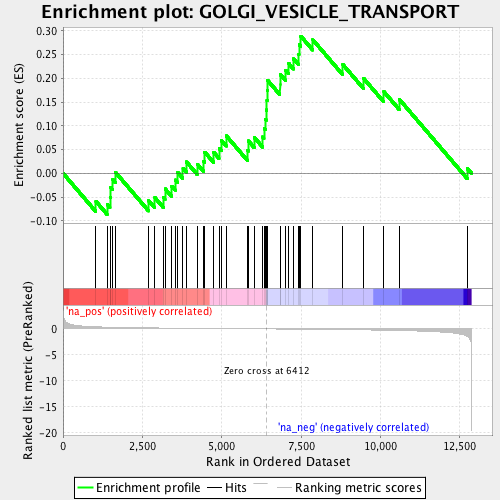 Enrichment plot: GOLGI_VESICLE_TRANSPORT
Enrichment score (ES)
0.30
0.25
0.20
0.15
0.10
0.05
0.00
-0.05
-0.10
'na_pos' (positively correlated)
Ranked list metric (PreRanked)
0
-5
-10
-15
-20
Zero cross at 6412
'na_neg' (negatively correlated)
0 2,500 5,000 7,500 10,000 12,500
Rank in Ordered Dataset
Enrichment profile Hits Ranking metric scores